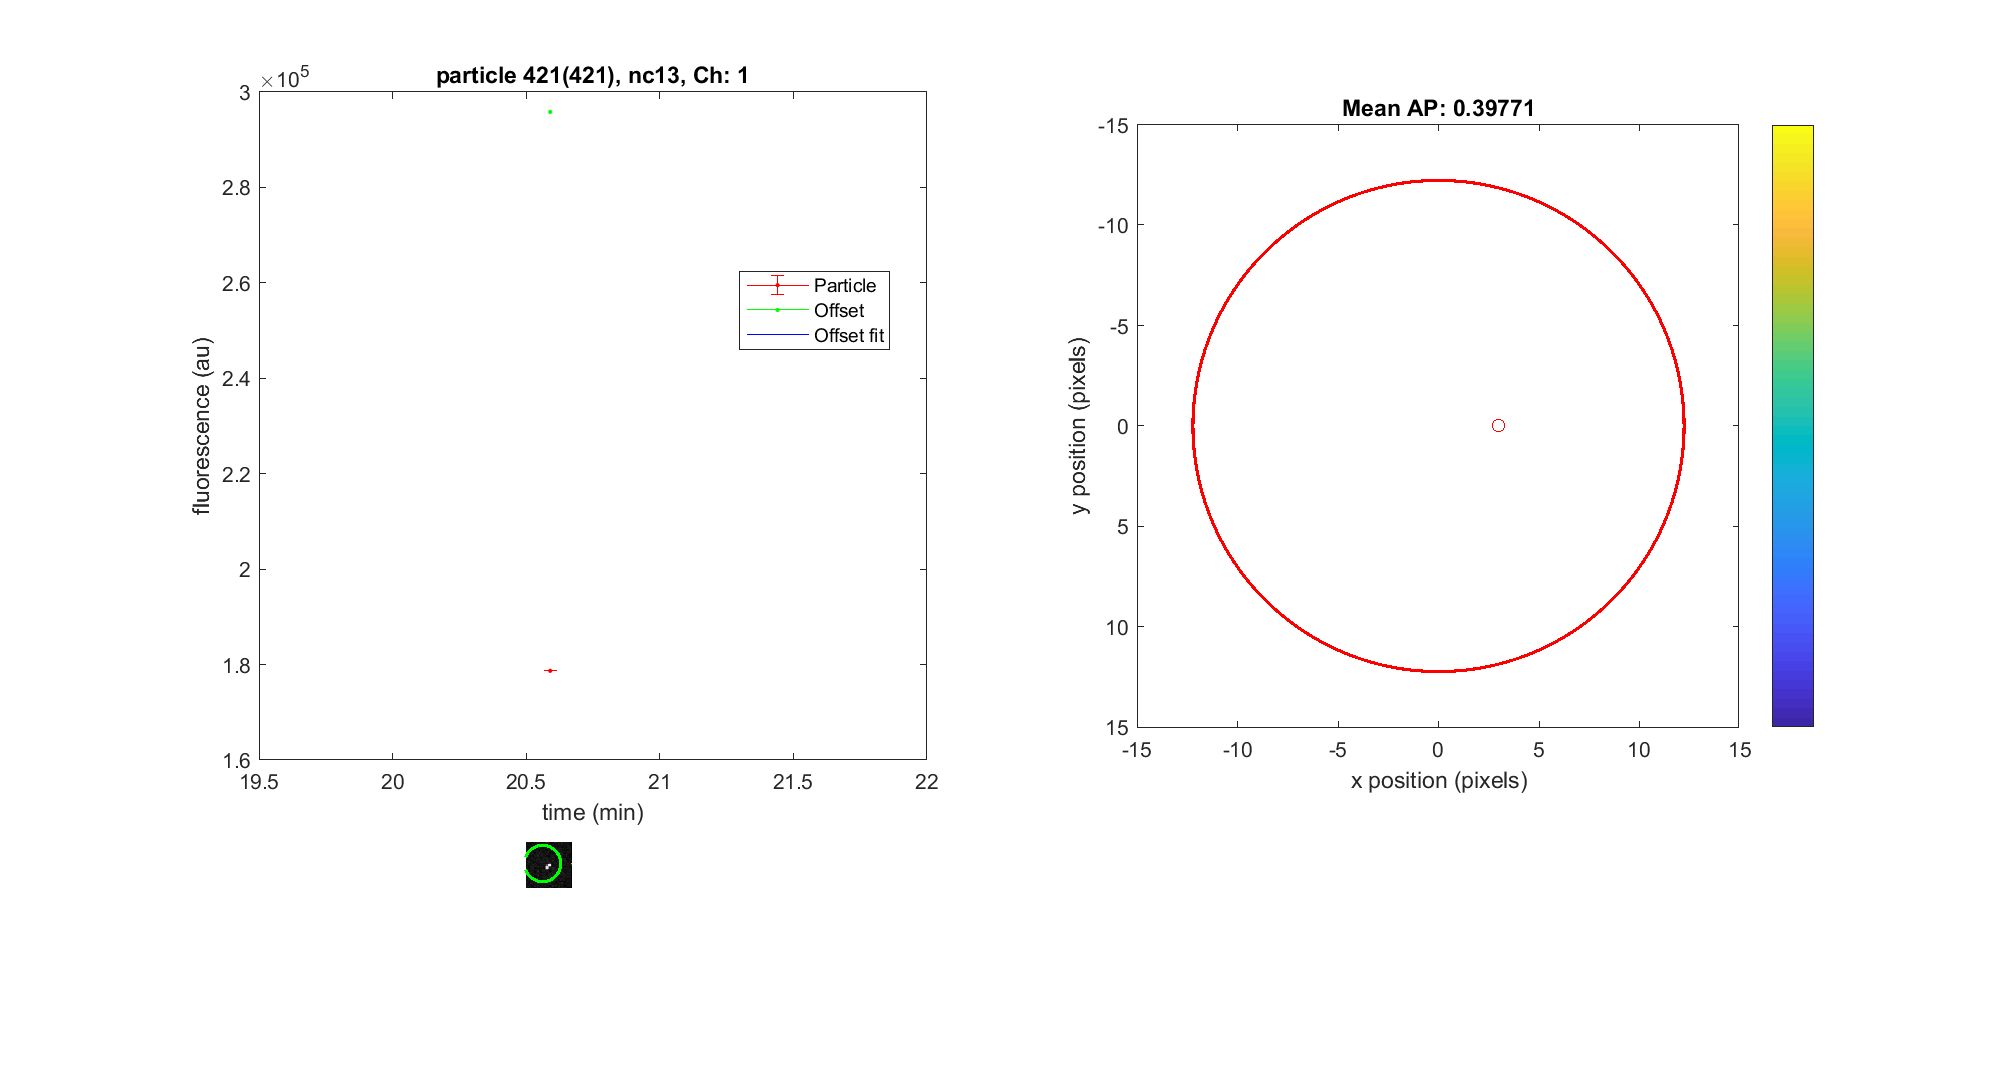 particle 421(421), nc13, Ch: 1
×10^5
3
2.8
2.6
2.4
2.2
2
1.8
1.6
fluorescence (au)
19.5 20 20.5 21 21.5 22
time (min)
Particle
Offset
Offset fit
Mean AP: 0.39771
-15
-10
-5
0
5
10
15
y position (pixels)
-15 -10 -5 0 5 10 15
x position (pixels)